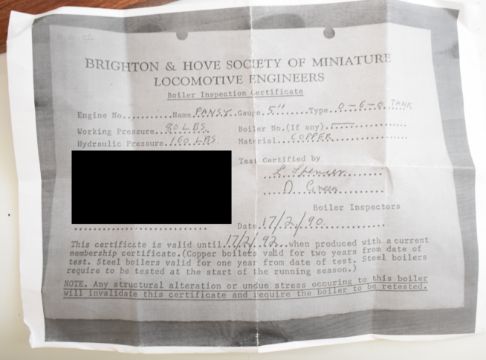 BRIGHTON & HOVE SOCIETY OF MINIATURE
LOCOMOTIVE ENGINEERS
Boiler Inspection Certificate
Engine No............Name PANSY Gauge 5" Type 0-6-0 TANK
Working Pressure 80 LBS Boiler No.(If any)
Hydraulic Pressure 160 LBS Material COPPER
Test Certified by
D Green
Boiler Inspectors
Date 17/2/90
This certificate is valid until 17/2/92 when produced with a current
membership certificate.(Copper boilers valid for two years from date of
test. Steel boilers valid for one year from date of test. Steel boilers
require to be tested at the start of the running season.)
NOTE. Any structural alteration or undue stress occuring to this boiler
will invalidate this certificate and require the boiler to be retested.